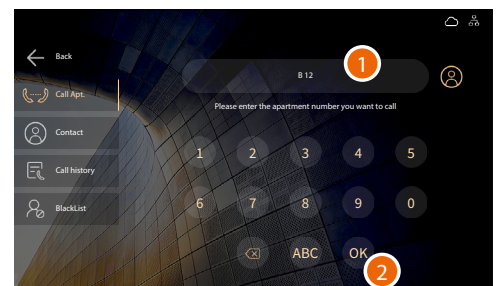 Back
B 12
1
Call Apt.
Please enter the apartment number you want to call
Contact
1 2 3 4 5
Call history
6 7 8 9 0
BlackList
ABC OK
2